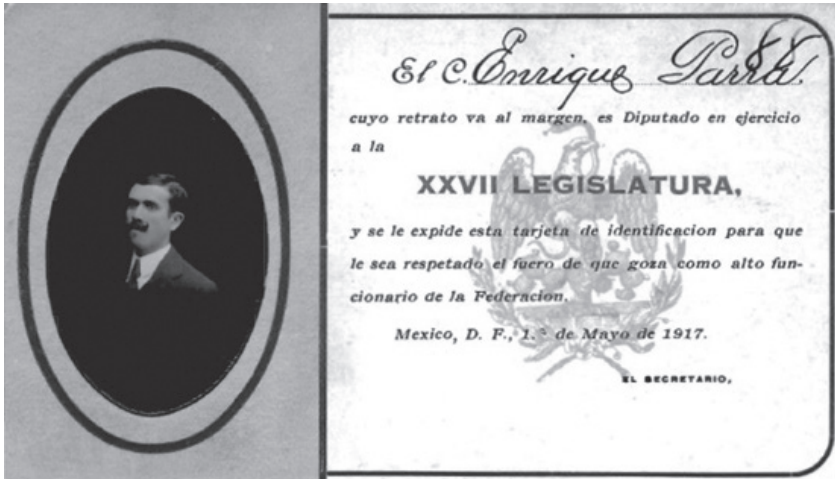 El C. Enrique Parra.
cuyo retrato va al margen, es Diputado en ejercicio
a la
XXVII LEGISLATURA,
y se le expide esta tarjeta de identificacion para que
le sea respetado el fuero de que goza como alto fun-
cionario de la Federacion.
Mexico, D. F., 1.º de Mayo de 1917.
EL SECRETARIO,